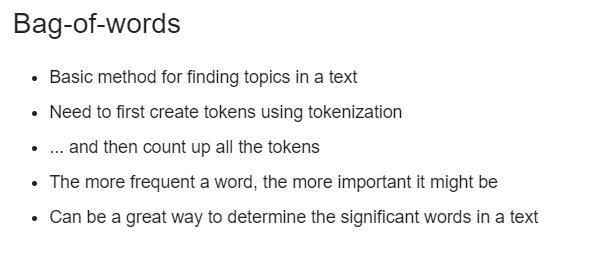 Bag-of-words
• Basic method for finding topics in a text
• Need to first create tokens using tokenization
• ... and then count up all the tokens
• The more frequent a word, the more important it might be
• Can be a great way to determine the significant words in a text